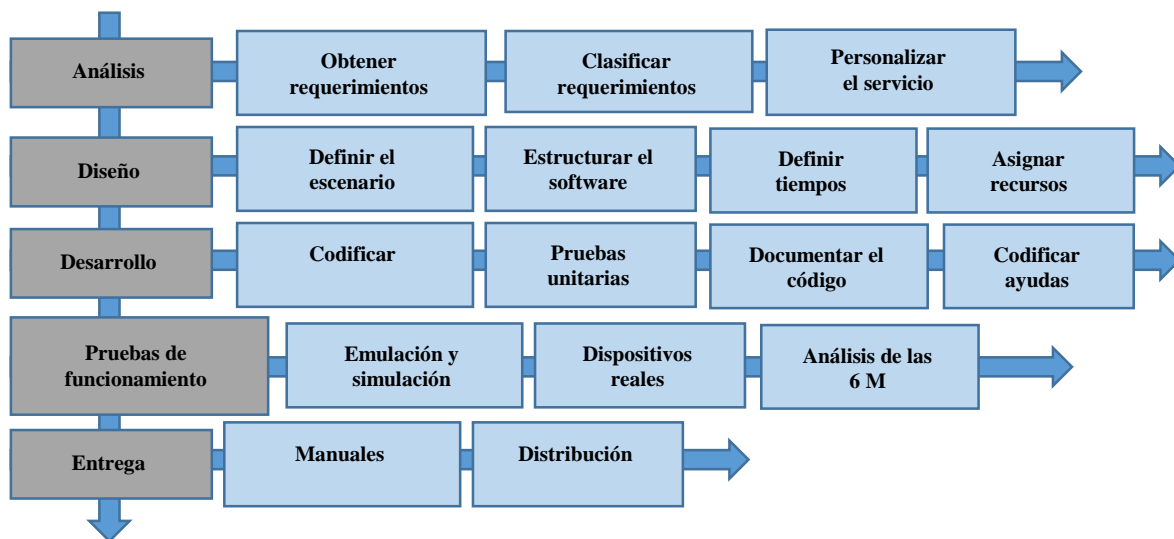 Análisis
Obtener
requerimientos
Clasificar
requerimientos
Personalizar
el servicio
Diseño
Definir el
escenario
Estructurar el
software
Definir
tiempos
Asignar
recursos
Desarrollo
Codificar
Pruebas
unitarias
Documentar el
código
Codificar
ayudas
Pruebas de
funcionamiento
Emulación y
simulación
Dispositivos
reales
Análisis de las
6 M
Entrega
Manuales
Distribución